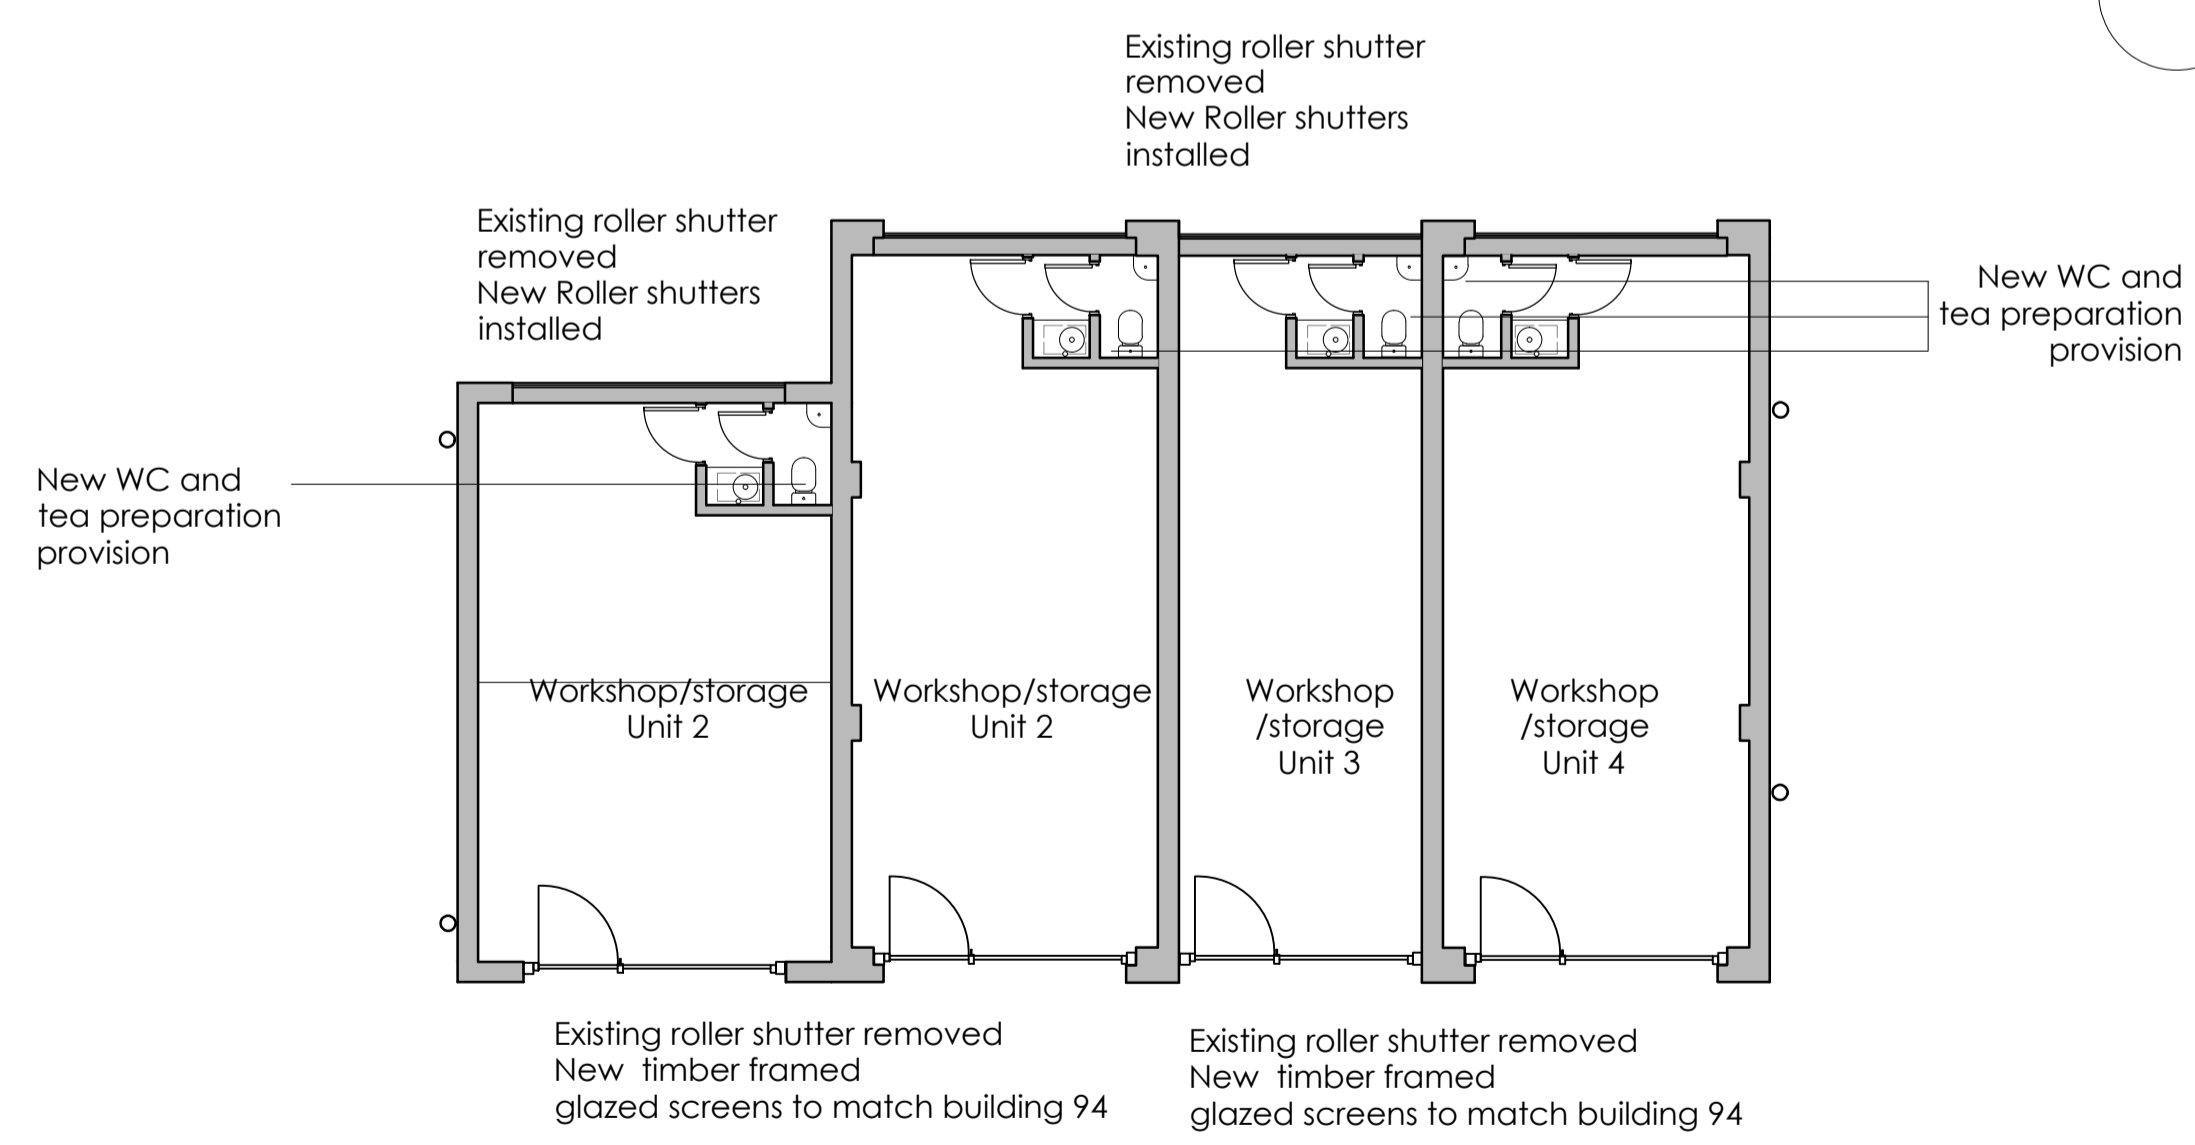 Existing roller shutter
removed
New Roller shutters
installed
Existing roller shutter
removed
New Roller shutters
installed
New WC and
tea preparation
provision
New WC and
tea preparation
provision
Workshop/storage
Unit 2
Workshop/storage
Unit 2
Workshop
/storage
Unit 3
Workshop
/storage
Unit 4
Existing roller shutter removed
New  timber framed
glazed screens to match building 94
Existing roller shutter removed
New  timber framed
glazed screens to match building 94